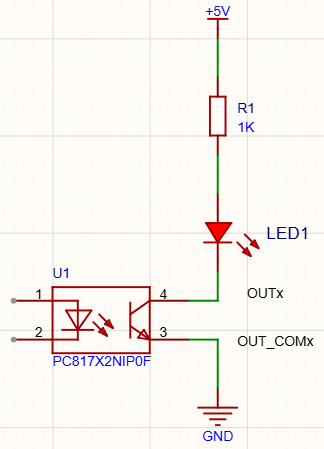 +5V
R1
1K
LED1
U1
1
4
OUTx
2
3
OUT_COMx
PC817X2NIP0F
GND